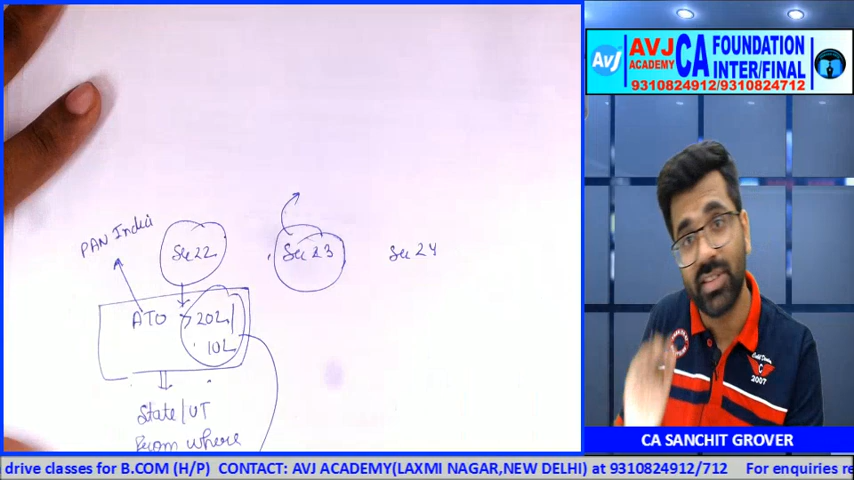 AVJ
AVJ
ACADEMY
CA
FOUNDATION
INTER/FINAL
9310824912/9310824712
PAN India
Sec 22
Sec 23
Sec 24
ATO > 20L/
10L
State/UT
From where
2007
CA SANCHIT GROVER
o drive classes for B.COM (H/P) CONTACT: AVJ ACADEMY(LAXMI NAGAR,NEW DELHI) at 9310824912/712 For enquiries re